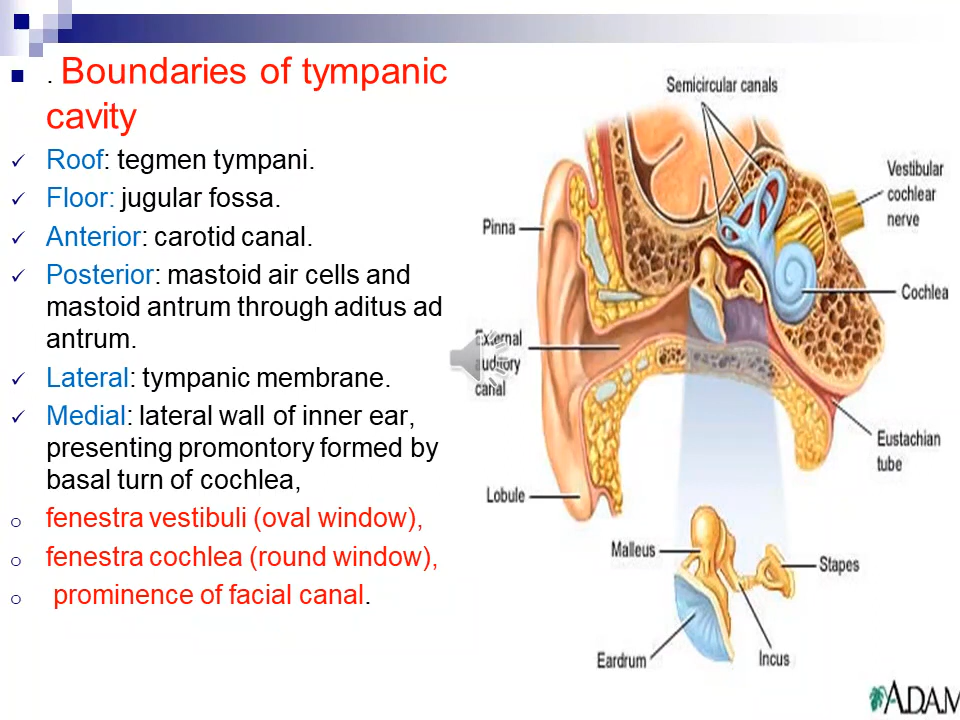 . Boundaries of tympanic
cavity
Roof: tegmen tympani.
Floor: jugular fossa.
Anterior: carotid canal.
Posterior: mastoid air cells and
mastoid antrum through aditus ad
antrum.
Lateral: tympanic membrane.
Medial: lateral wall of inner ear,
presenting promontory formed by
basal turn of cochlea,
fenestra vestibuli (oval window),
fenestra cochlea (round window),
prominence of facial canal.
Semicircular canals
Vestibular
cochlear
nerve
Pinna
Cochlea
External
auditory
canal
Eustachian
tube
Lobule
Malleus
Stapes
Eardrum
Incus
ADAM